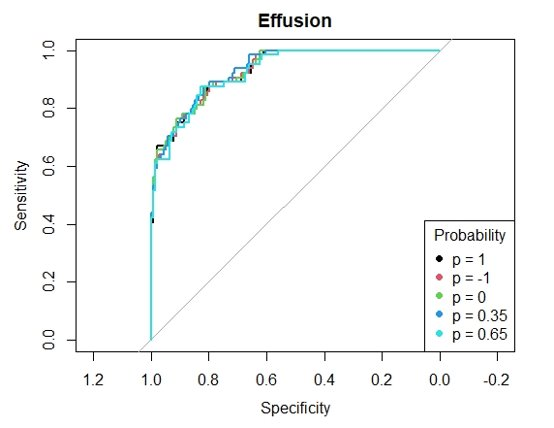 Effusion
Sensitivity
1.0
0.8
0.6
0.4
0.2
0.0
Probability
p = 1
p = -1
p = 0
p = 0.35
p = 0.65
1.2 1.0 0.8 0.6 0.4 0.2 0.0 -0.2
Specificity